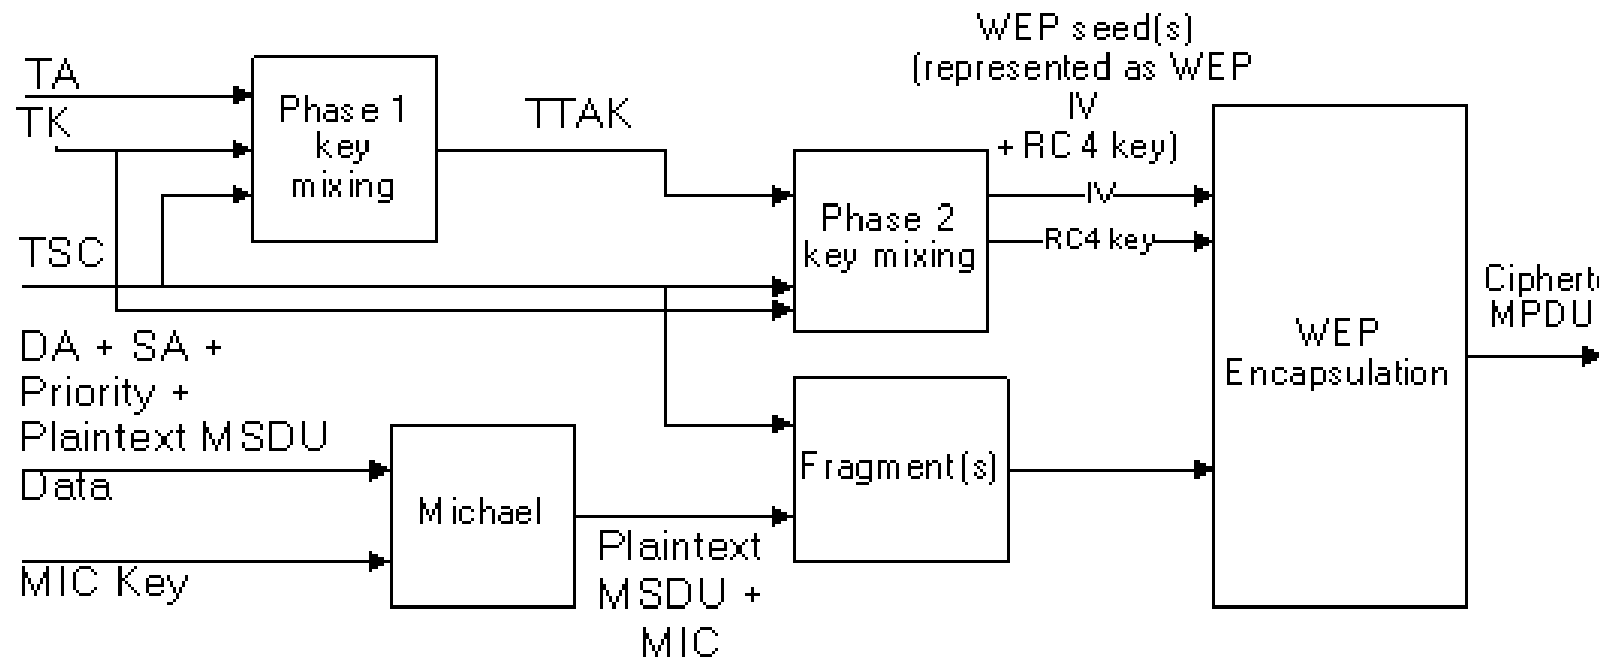 WEP seed(s)
(represented as WEP
IV
+ RC4 key)
TA
TK
Phase 1
key
mixing
TTAK
TSC
Phase 2
key mixing
IV
RC4 key
WEP
Encapsulation
Cipherte
MPDU
DA + SA +
Priority +
Plaintext MSDU
Data
MIC Key
Michael
Fragment(s)
Plaintext
MSDU +
MIC